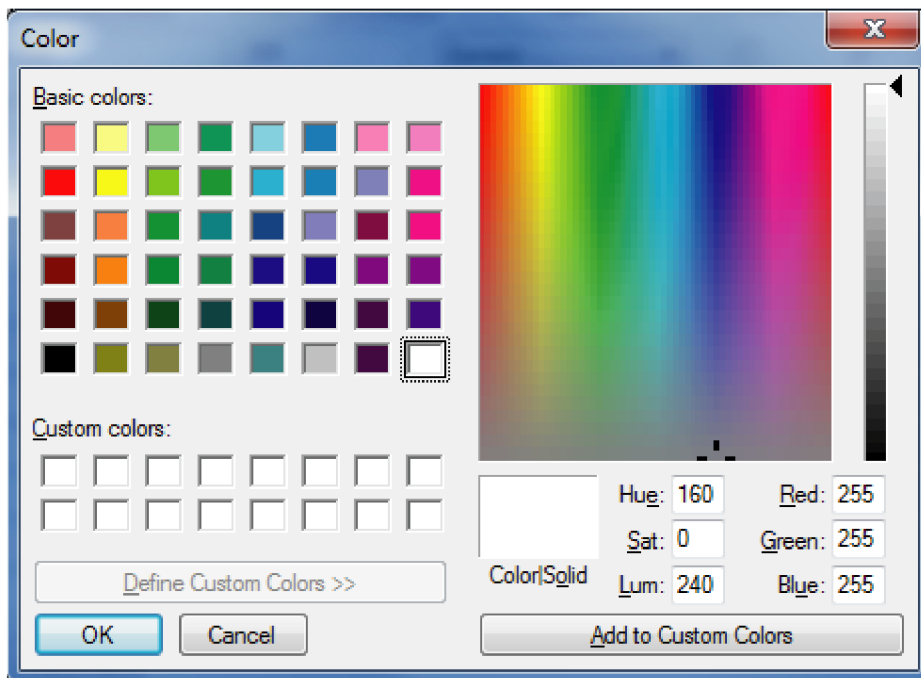 Color
X
Basic colors:
Custom colors:
Define Custom Colors >>
OK
Cancel
Color|Solid
Hue: 160
Sat: 0
Lum: 240
Red: 255
Green: 255
Blue: 255
Add to Custom Colors